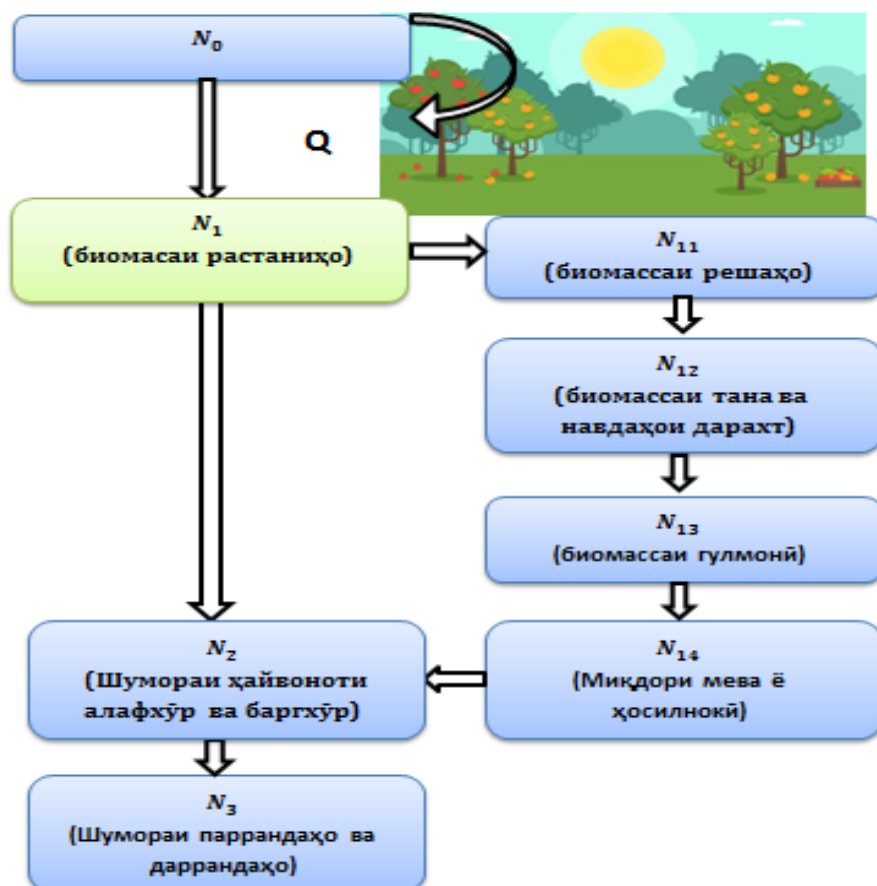 N₀
Q
N₁
(биомасаи растаниҳо)
N₁₁
(биомассаи решаҳо)
N₁₂
(биомассаи тана ва
навдаҳои дарахт)
N₁₃
(биомассаи гулмонӣ)
N₁₄
(Миқдори мева ё
ҳосилнокӣ)
N₂
(Шумораи ҳайвоноти
алафхӯр ва баргхӯр)
N₃
(Шумораи паррандаҳо ва
даррандаҳо)